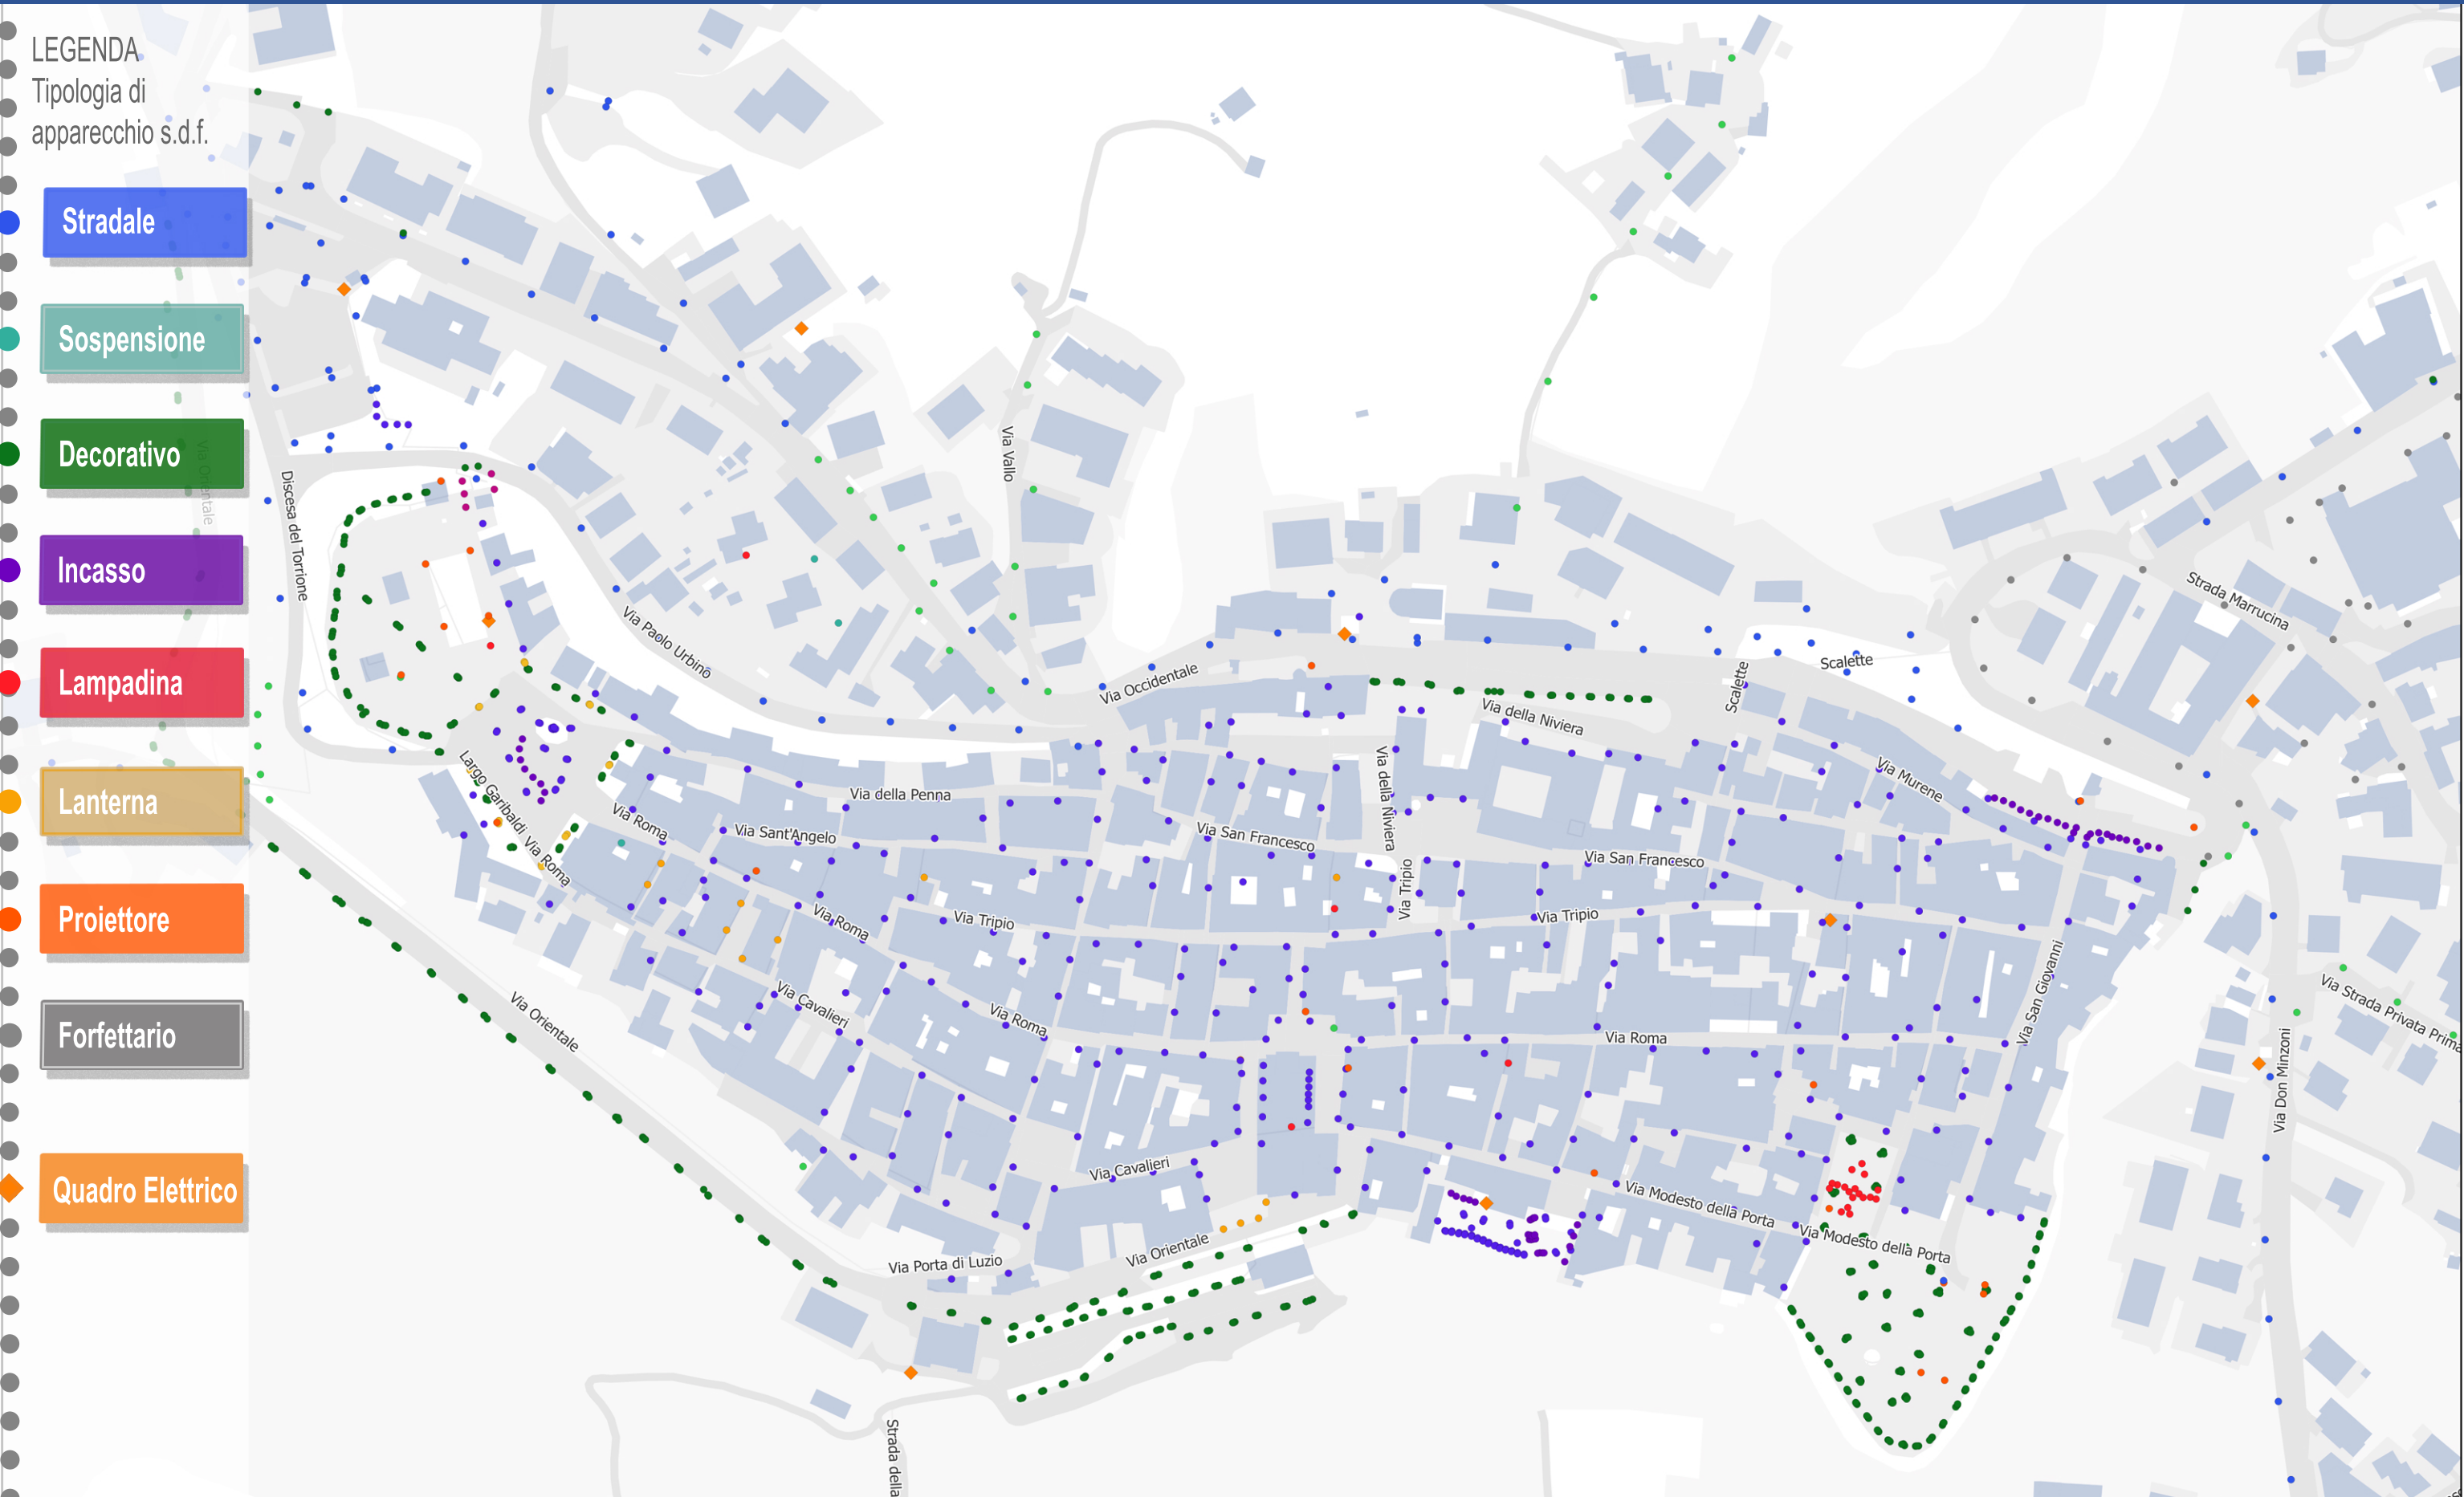 LEGENDA
Tipologia di
apparecchio s.d.f.
Stradale
Sospensione
Decorativo
Incasso
Lampadina
Lanterna
Proiettore
Forfettario
Quadro Elettrico
Via Orientale
Discesa del Torrione
Via Paolo Urbino
Via Vallo
Via Occidentale
Via della Niviera
Scalette
Scalette
Strada Marrucina
Via Murene
Largo Garibaldi
Via Roma
Via Roma
Via della Penna
Via Sant'Angelo
Via San Francesco
Via della Niviera
Via Tripio
Via San Francesco
Via Tripio
Via Roma
Via Tripio
Via Cavalieri
Via Roma
Via Roma
Via San Giovanni
Via Strada Privata Prima
Via Don Minzoni
Via Orientale
Via Cavalieri
Via Modesto della Porta
Via Modesto della Porta
Via Orientale
Via Porta di Luzio
Strada della